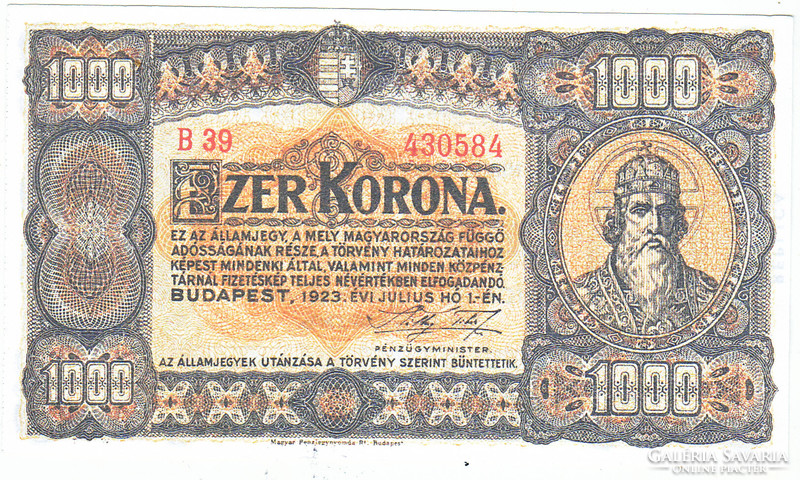 1000 1000
B 39 430584
EZER KORONA.
EZ AZ ÁLLAMJEGY, A MELY MAGYARORSZÁG FÜGGŐ
ADÓSSÁGÁNAK RÉSZE, A TÖRVÉNY HATÁROZATAIHOZ
KÉPEST MINDENKI ÁLTAL, VALAMINT MINDEN KÖZPÉNZ
TÁRNÁL FIZETÉSKÉP TELJES NÉVÉRTÉKBEN ELFOGADANDÓ.
BUDAPEST, 1923. ÉVI JULIUS HÓ 1.-ÉN.
PÉNZÜGYMINISTER.
AZ ÁLLAMJEGYEK UTÁNZÁSA A TÖRVÉNY SZERINT BÜNTETTETIK.
1000 1000
Magyar Pénzjegynyomda Rt. Budapest
GALÉRIA SAVARIA
ONLINE PIACTÉR